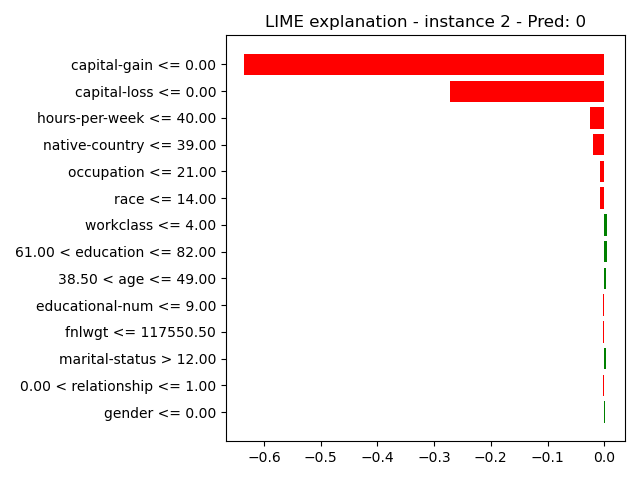 LIME explanation - instance 2 - Pred: 0
capital-gain <= 0.00
capital-loss <= 0.00
hours-per-week <= 40.00
native-country <= 39.00
occupation <= 21.00
race <= 14.00
workclass <= 4.00
61.00 < education <= 82.00
38.50 < age <= 49.00
educational-num <= 9.00
fnlwgt <= 117550.50
marital-status > 12.00
0.00 < relationship <= 1.00
gender <= 0.00
−0.6 −0.5 −0.4 −0.3 −0.2 −0.1 0.0